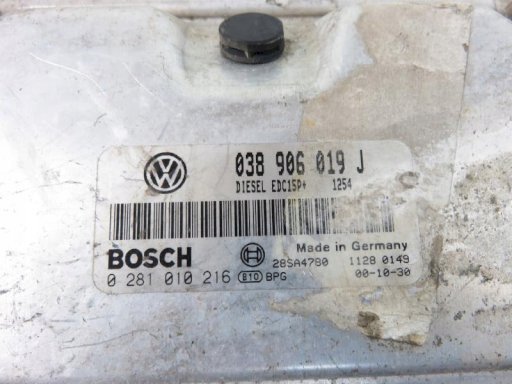 038 906 019 J
DIESEL EDC15P+ 1254
BOSCH
Made in Germany
28SA4780 1128 0149
0 281 010 216 B10 BPG 00-10-30